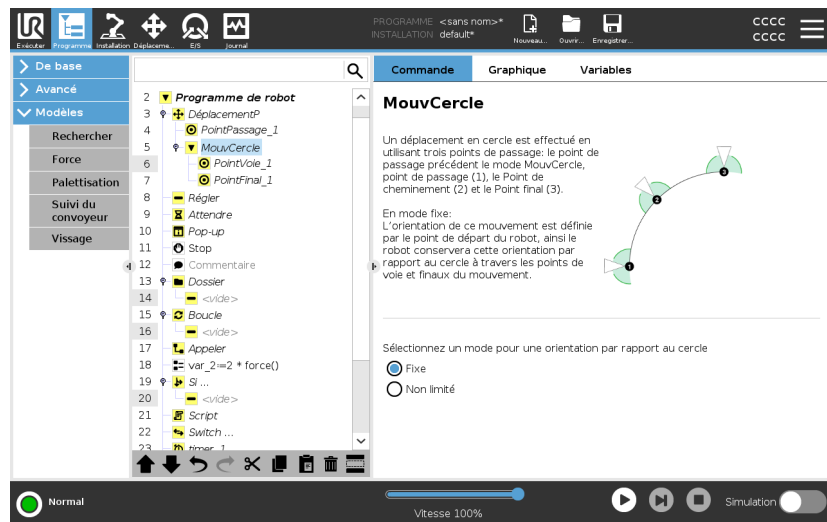 UR
PROGRAMME <sans nom>*
INSTALLATION default*
Exécuter Programme Installation Déplaceme... E/S Journal
Nouveau... Ouvrir... Enregistrer...
CCCC
CCCC
De base
Avancé
Modèles
Rechercher
Force
Palettisation
Suivi du
convoyeur
Vissage
2 Programme de robot
3 DéplacementP
4 PointPassage_1
5 MouvCercle
6 PointVoie_1
7 PointFinal_1
8 Régler
9 Attendre
10 Pop-up
11 Stop
12 Commentaire
13 Dossier
14 <vide>
15 Boucle
16 <vide>
17 Appeler
18 var_2≔2 * force()
19 Si ...
20 <vide>
21 Script
22 Switch ...
23 timer_1
Commande Graphique Variables
MouvCercle
Un déplacement en cercle est effectué en
utilisant trois points de passage: le point de
passage précédent le mode MouvCercle,
point de passage (1), le Point de
cheminement (2) et le Point final (3).
En mode fixe:
L'orientation de ce mouvement est définie
par le point de départ du robot, ainsi le
robot conservera cette orientation par
rapport au cercle à travers les points de
voie et finaux du mouvement.
3
2
1
Sélectionnez un mode pour une orientation par rapport au cercle
Fixe
Non limité
Normal
Vitesse 100%
Simulation